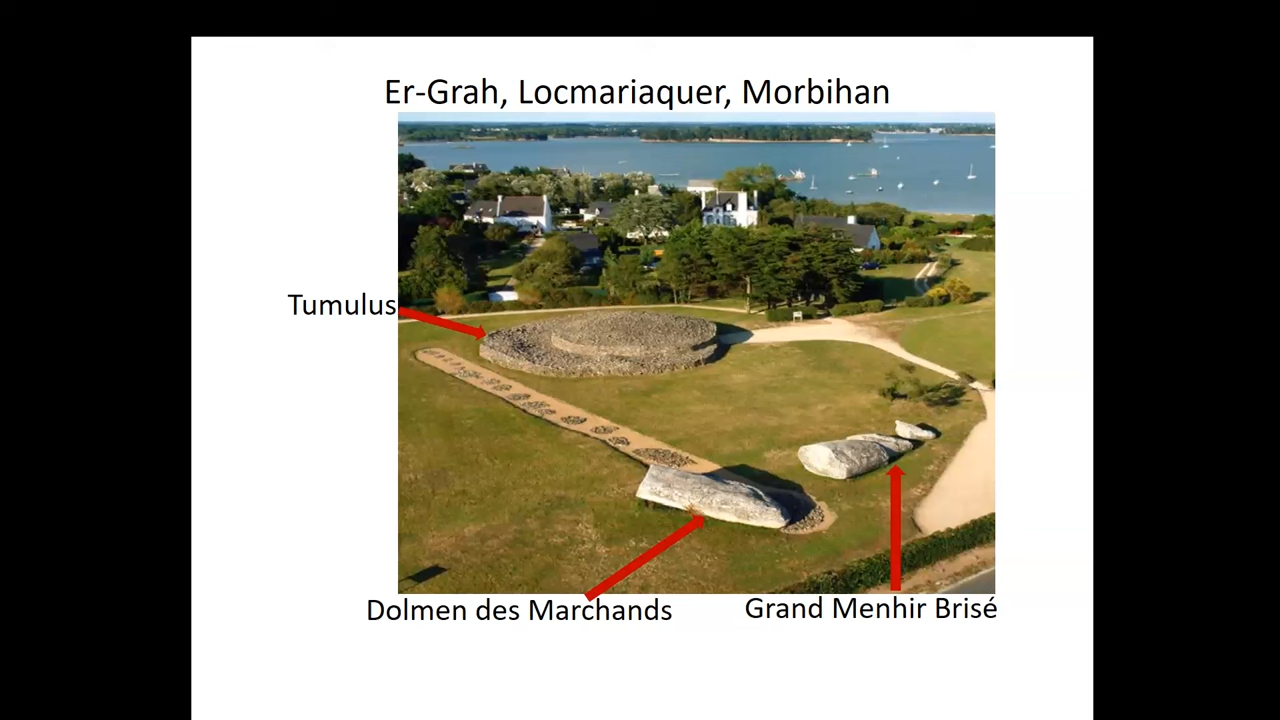 Er-Grah, Locmariaquer, Morbihan
Tumulus
Dolmen des Marchands
Grand Menhir Brisé